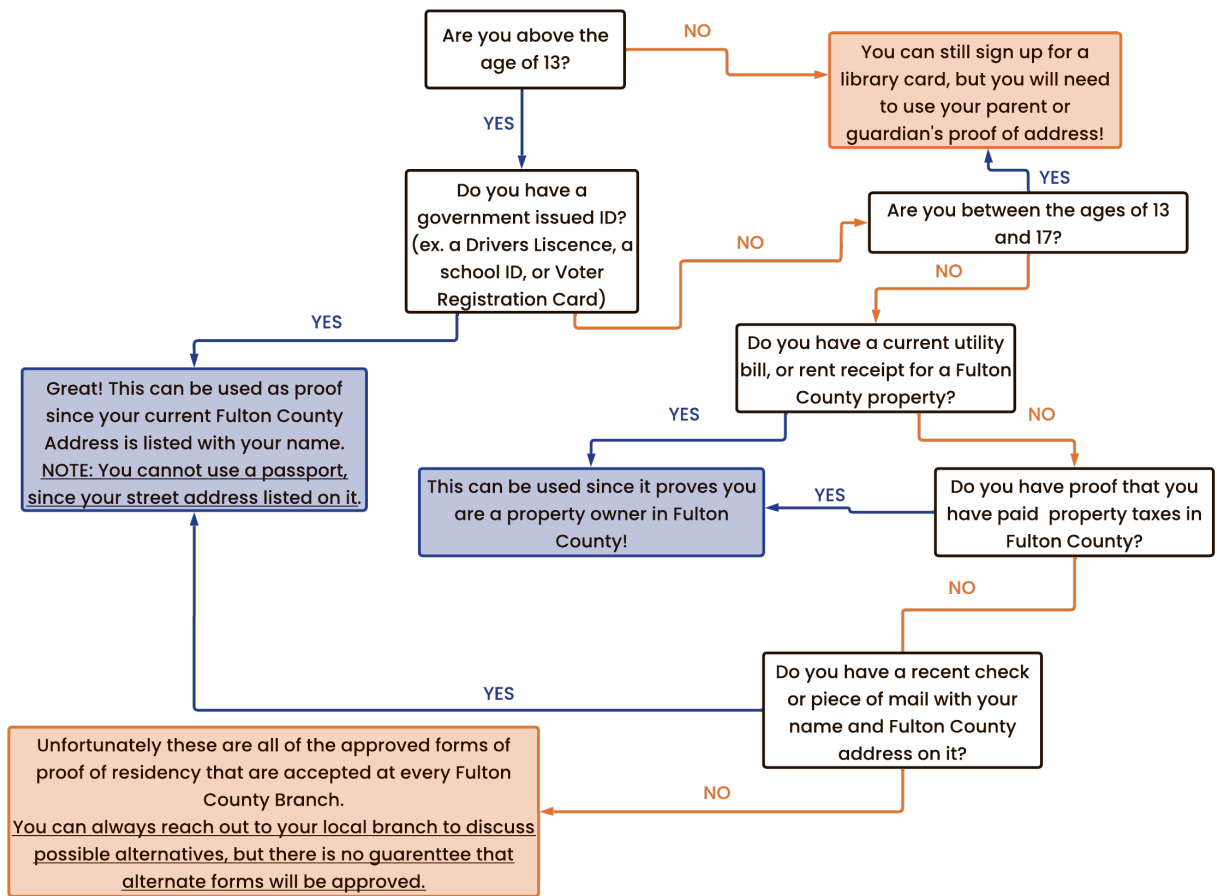 Are you above the
age of 13?
NO
You can still sign up for a
library card, but you will need
to use your parent or
guardian's proof of address!
YES
Do you have a
government issued ID?
(ex. a Drivers Liscence, a
school ID, or Voter
Registration Card)
YES
Are you between the ages of 13
and 17?
NO
NO
YES
Do you have a current utility
bill, or rent receipt for a Fulton
County property?
Great! This can be used as proof
since your current Fulton County
Address is listed with your name.
NOTE: You cannot use a passport,
since your street address listed on it.
YES
NO
This can be used since it proves you
are a property owner in Fulton
County!
YES
Do you have proof that you
have paid  property taxes in
Fulton County?
NO
Do you have a recent check
or piece of mail with your
name and Fulton County
address on it?
YES
NO
Unfortunately these are all of the approved forms of
proof of residency that are accepted at every Fulton
County Branch.
You can always reach out to your local branch to discuss
possible alternatives, but there is no guarenttee that
alternate forms will be approved.